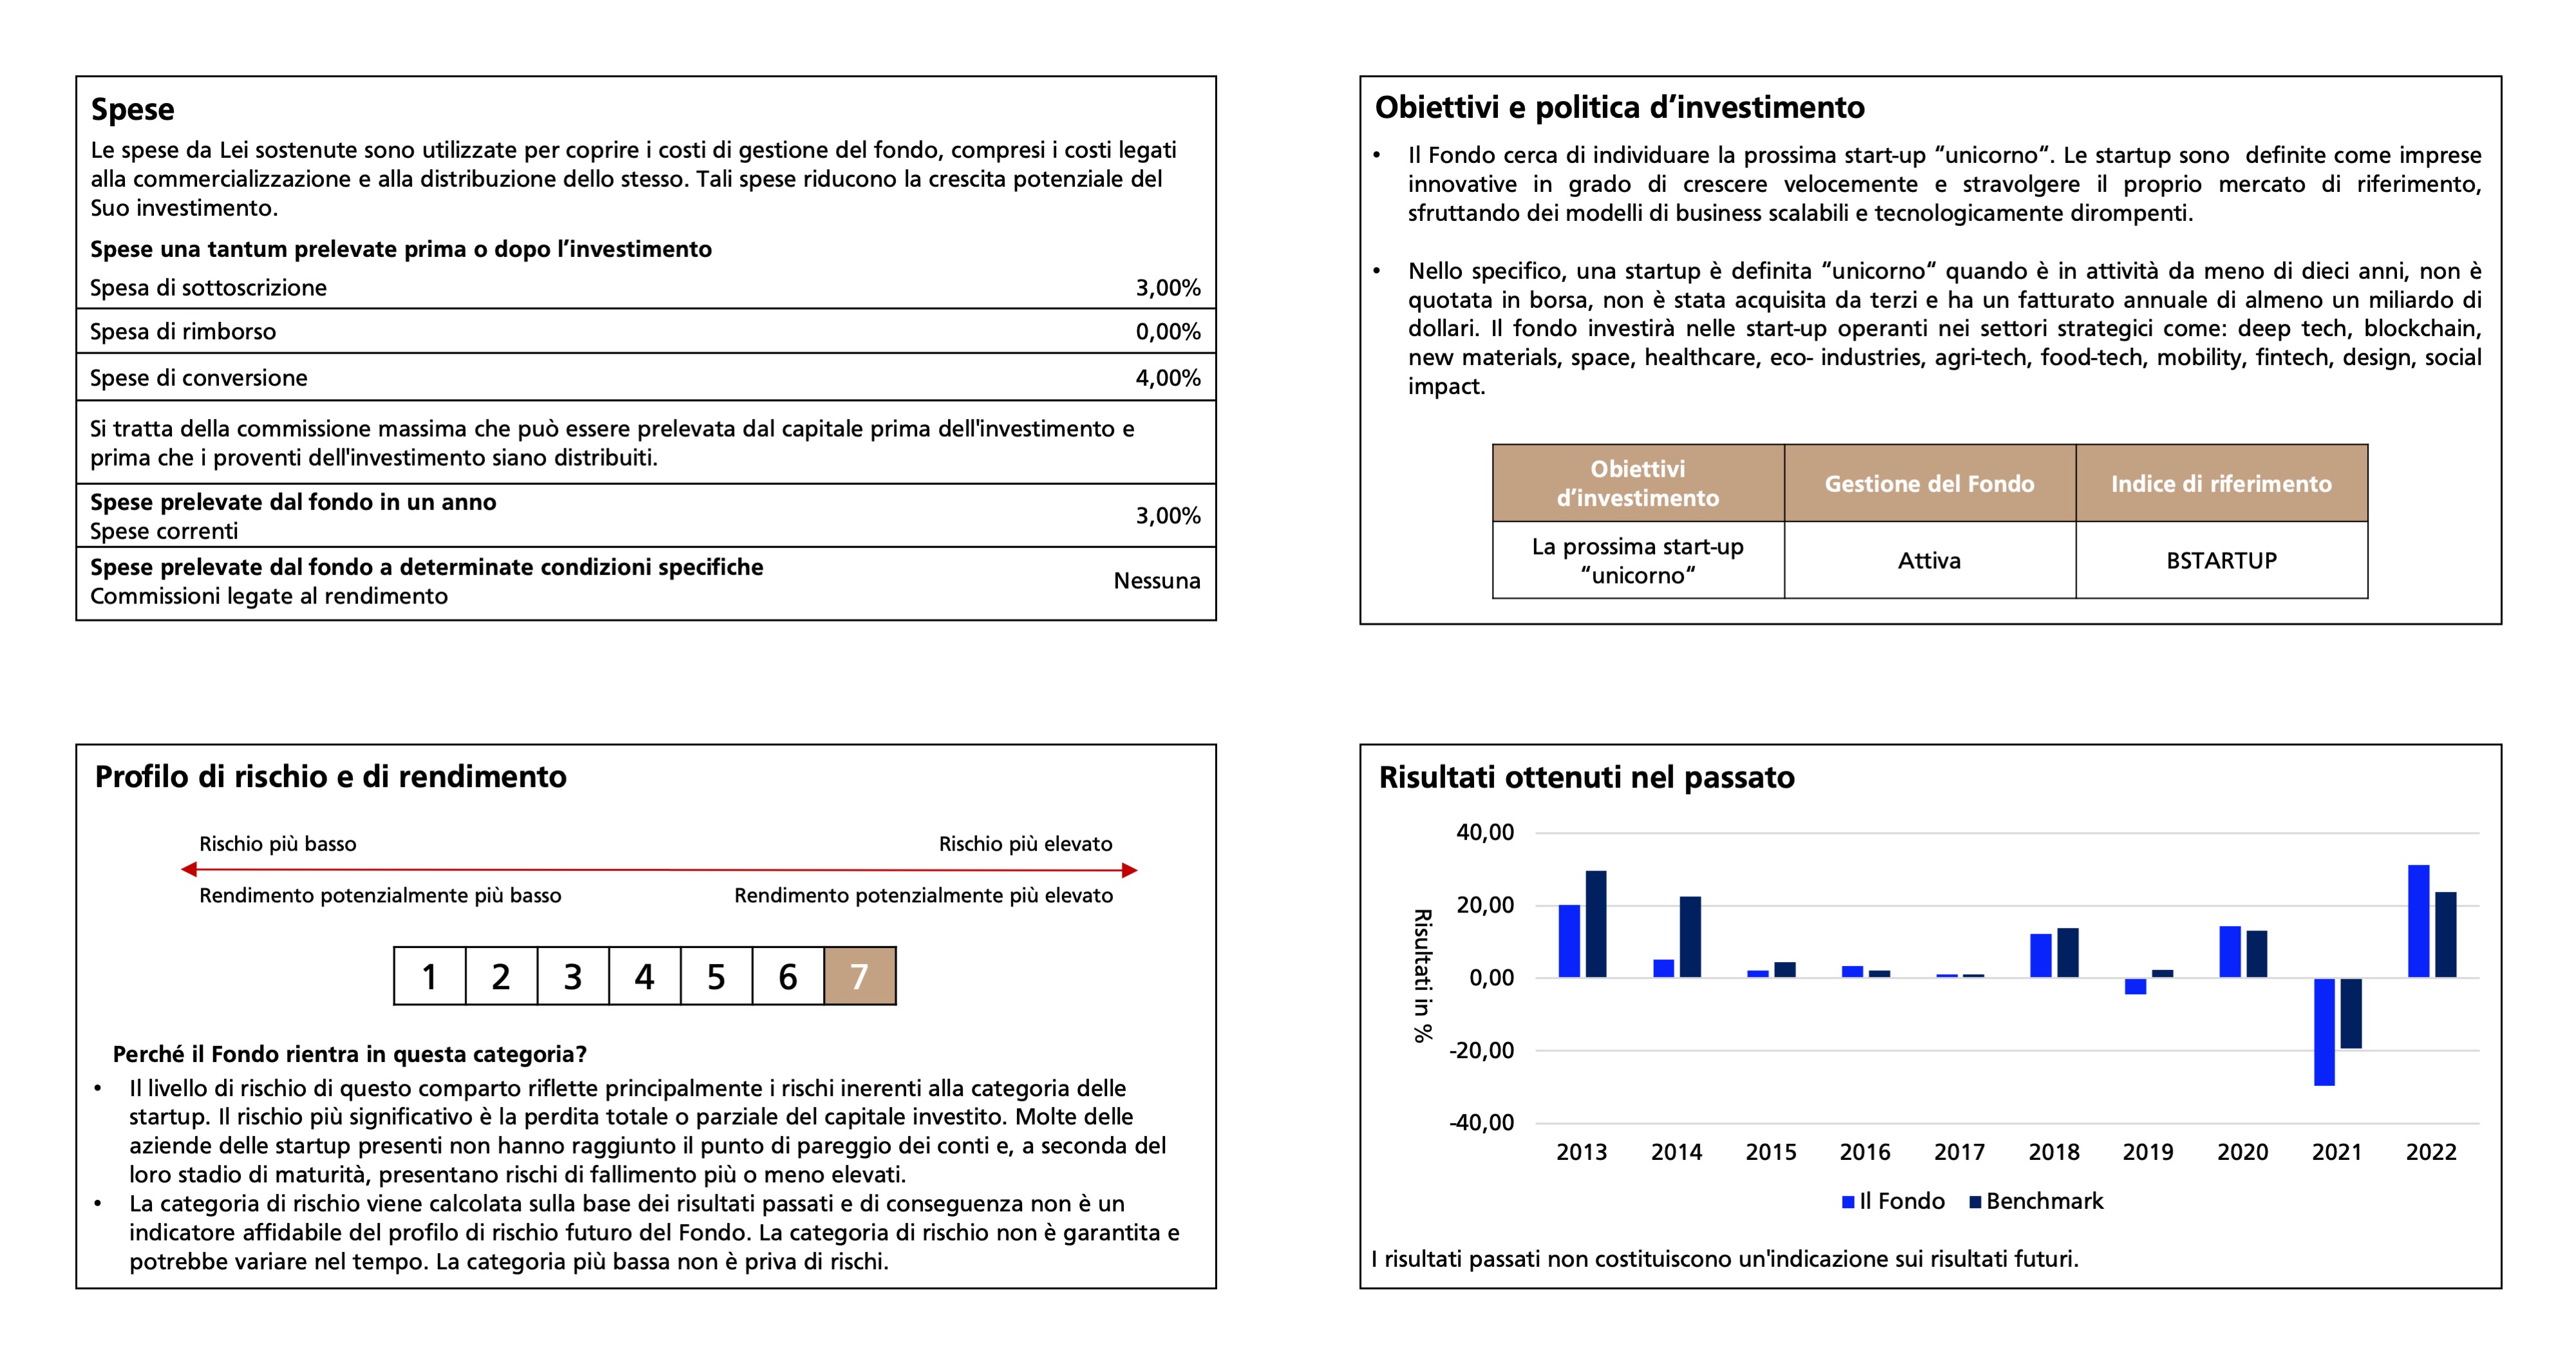 Spese
Le spese da Lei sostenute sono utilizzate per coprire i costi di gestione del fondo, compresi i costi legati
alla commercializzazione e alla distribuzione dello stesso. Tali spese riducono la crescita potenziale del
Suo investimento.
Spese una tantum prelevate prima o dopo l’investimento
Spesa di sottoscrizione 3,00%
Spesa di rimborso 0,00%
Spese di conversione 4,00%
Si tratta della commissione massima che può essere prelevata dal capitale prima dell'investimento e
prima che i proventi dell'investimento siano distribuiti.
Spese prelevate dal fondo in un anno
Spese correnti 3,00%
Spese prelevate dal fondo a determinate condizioni specifiche
Commissioni legate al rendimento Nessuna
Obiettivi e politica d’investimento
• Il Fondo cerca di individuare la prossima start-up “unicorno“. Le startup sono definite come imprese
innovative in grado di crescere velocemente e stravolgere il proprio mercato di riferimento,
sfruttando dei modelli di business scalabili e tecnologicamente dirompenti.
• Nello specifico, una startup è definita “unicorno“ quando è in attività da meno di dieci anni, non è
quotata in borsa, non è stata acquisita da terzi e ha un fatturato annuale di almeno un miliardo di
dollari. Il fondo investirà nelle start-up operanti nei settori strategici come: deep tech, blockchain,
new materials, space, healthcare, eco- industries, agri-tech, food-tech, mobility, fintech, design, social
impact.
Obiettivi
d’investimento
Gestione del Fondo
Indice di riferimento
La prossima start-up
“unicorno“
Attiva
BSTARTUP
Profilo di rischio e di rendimento
Rischio più basso Rischio più elevato
Rendimento potenzialmente più basso Rendimento potenzialmente più elevato
1 2 3 4 5 6 7
Perché il Fondo rientra in questa categoria?
• Il livello di rischio di questo comparto riflette principalmente i rischi inerenti alla categoria delle
startup. Il rischio più significativo è la perdita totale o parziale del capitale investito. Molte delle
aziende delle startup presenti non hanno raggiunto il punto di pareggio dei conti e, a seconda del
loro stadio di maturità, presentano rischi di fallimento più o meno elevati.
• La categoria di rischio viene calcolata sulla base dei risultati passati e di conseguenza non è un
indicatore affidabile del profilo di rischio futuro del Fondo. La categoria di rischio non è garantita e
potrebbe variare nel tempo. La categoria più bassa non è priva di rischi.
Risultati ottenuti nel passato
Risultati in %
40,00
20,00
0,00
-20,00
-40,00
2013 2014 2015 2016 2017 2018 2019 2020 2021 2022
Il Fondo Benchmark
I risultati passati non costituiscono un'indicazione sui risultati futuri.